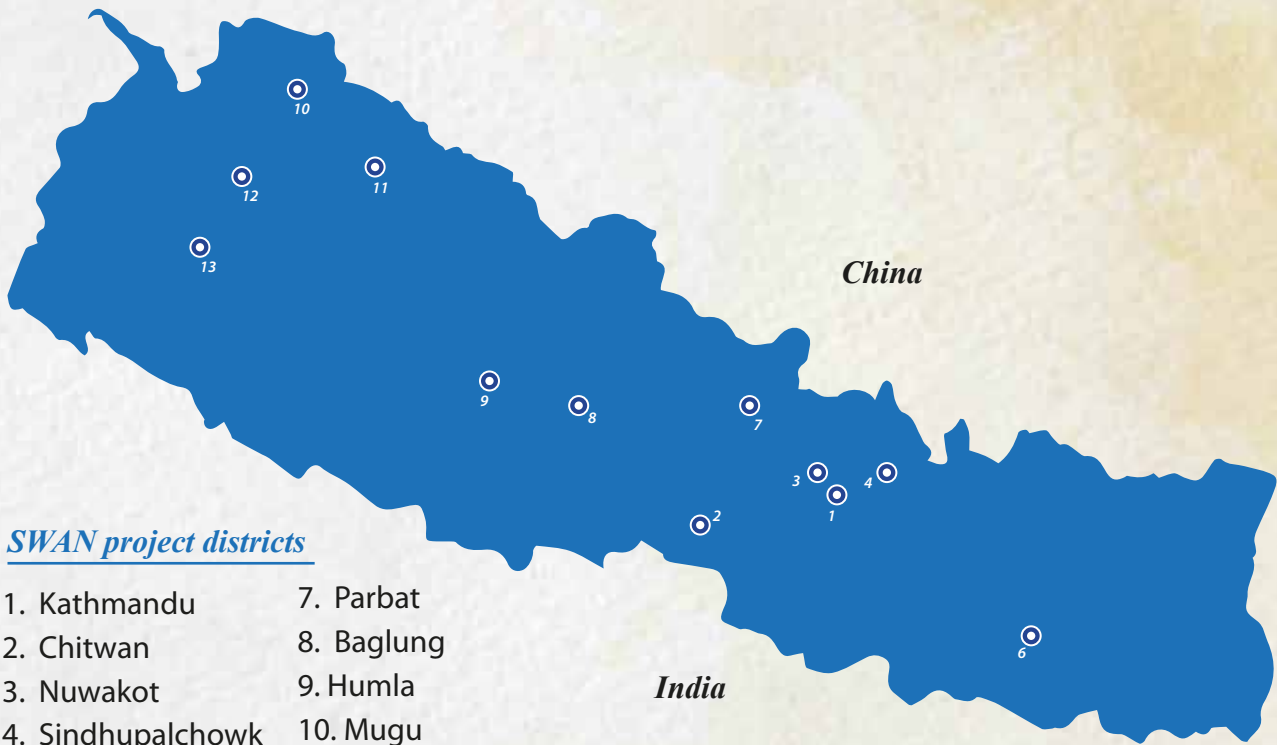 10
11
12
13
China
9
8
7
3
4
1
2
SWAN project districts
1. Kathmandu
2. Chitwan
3. Nuwakot
4. Sindhupalchowk
7. Parbat
8. Baglung
9. Humla
10. Mugu
India
6